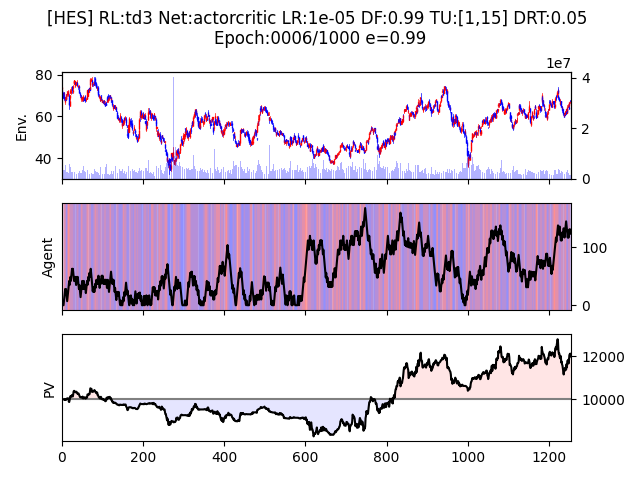 [HES] RL:td3 Net:actorcritic LR:1e-05 DF:0.99 TU:[1,15] DRT:0.05
Epoch:0006/1000 e=0.99
1e7
80
60
40
Env.
4
2
0
Agent
100
0
PV
12000
10000
0
200
400
600
800
1000
1200